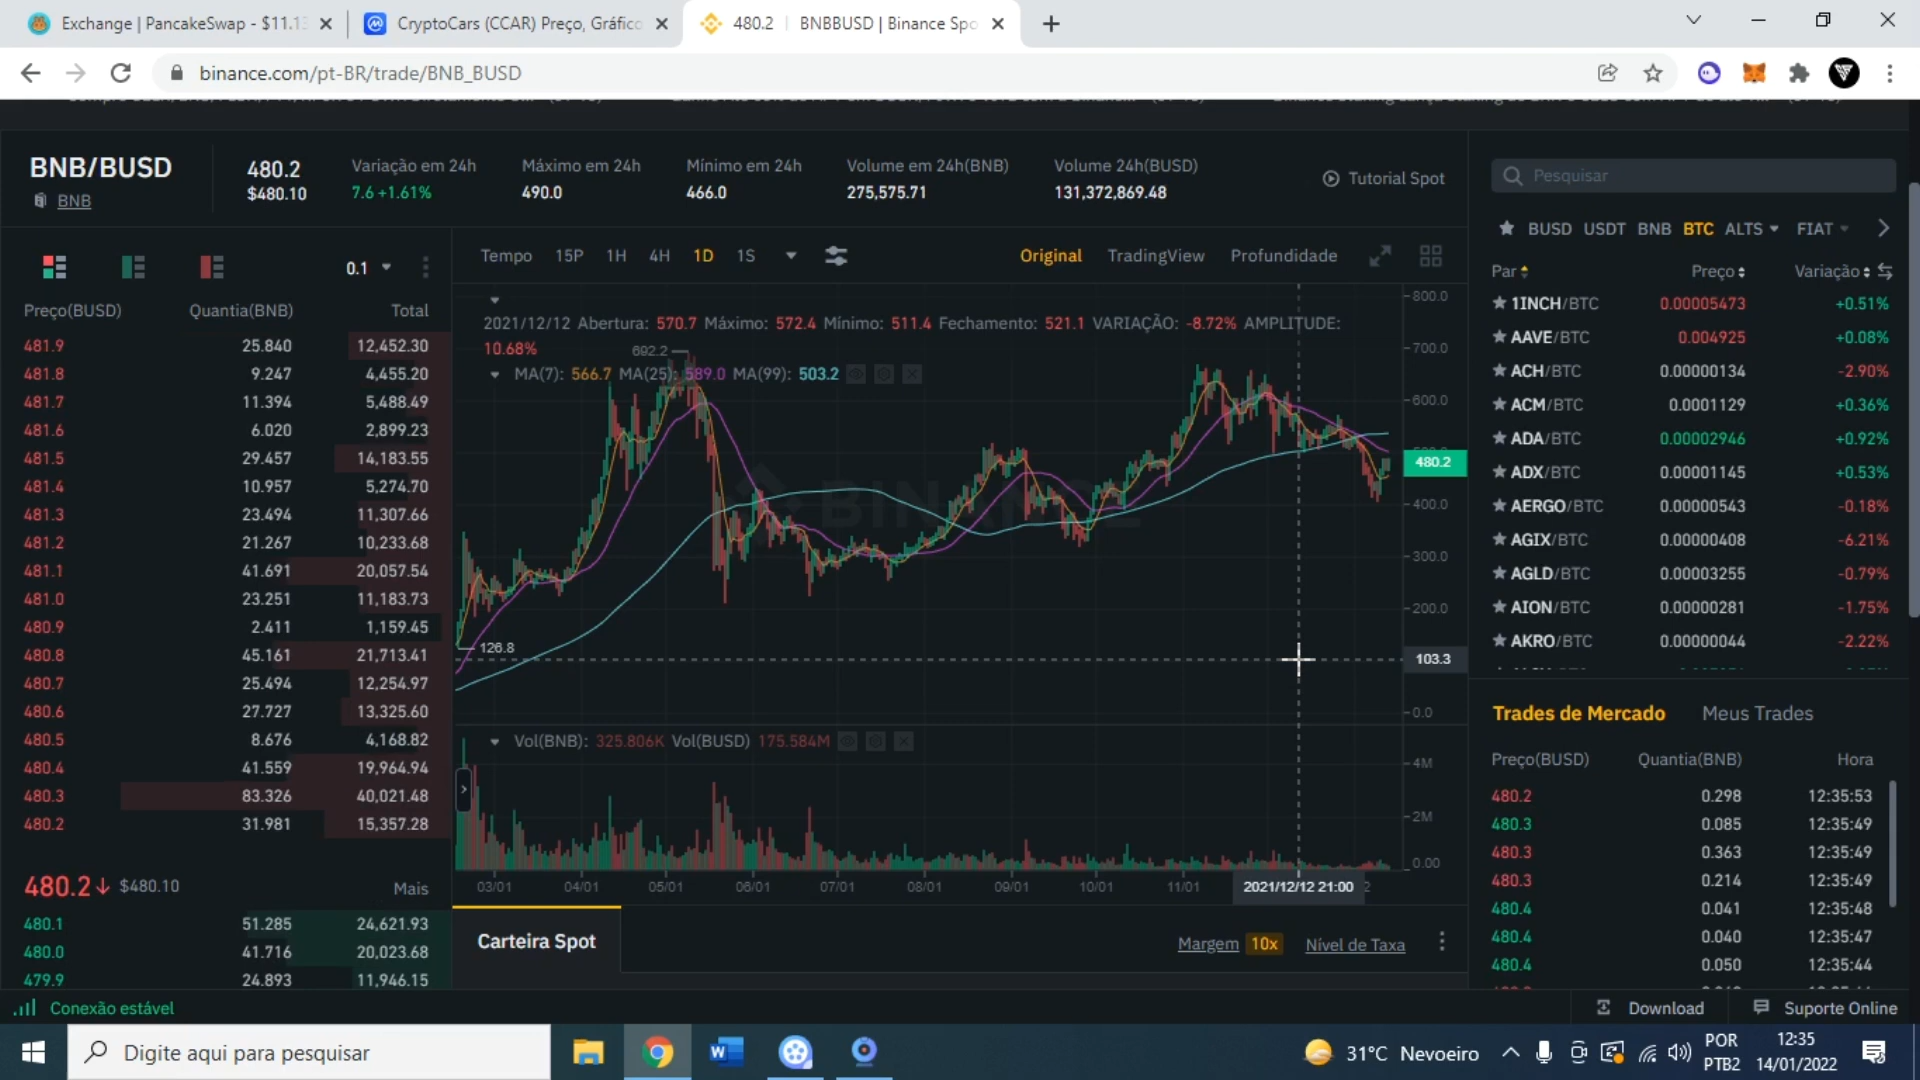 Exchange | PancakeSwap - $11.13
CryptoCars (CCAR) Preço, Gráfico
480.2 | BNBBUSD | Binance Spo
binance.com/pt-BR/trade/BNB_BUSD
BNB/BUSD
BNB
480.2
$480.10
Variação em 24h
7.6 +1.61%
Máximo em 24h
490.0
Mínimo em 24h
466.0
Volume em 24h(BNB)
275,575.71
Volume 24h(BUSD)
131,372,869.48
Tutorial Spot
0.1
Preço(BUSD) Quantia(BNB) Total
481.9 25.840 12,452.30
481.8 9.247 4,455.20
481.7 11.394 5,488.49
481.6 6.020 2,899.23
481.5 29.457 14,183.55
481.4 10.957 5,274.70
481.3 23.494 11,307.66
481.2 21.267 10,233.68
481.1 41.691 20,057.54
481.0 23.251 11,183.73
480.9 2.411 1,159.45
480.8 45.161 21,713.41
480.7 25.494 12,254.97
480.6 27.727 13,325.60
480.5 8.676 4,168.82
480.4 41.559 19,964.94
480.3 83.326 40,021.48
480.2 31.981 15,357.28
480.2↓ $480.10 Mais
480.1 51.285 24,621.93
480.0 41.716 20,023.68
479.9 24.893 11,946.15
Tempo 15P 1H 4H 1D 1S
Original TradingView Profundidade
2021/12/12 Abertura: 570.7 Máximo: 572.4 Mínimo: 511.4 Fechamento: 521.1 VARIAÇÃO: -8.72% AMPLITUDE:
10.68%
692.2
MA(7): 566.7 MA(25): 589.0 MA(99): 503.2
800.0
700.0
600.0
480.2
400.0
300.0
200.0
103.3
0.0
BINANCE
126.8
Vol(BNB): 325.806K Vol(BUSD) 175.584M
4M
2M
0.00
03/01 04/01 05/01 06/01 07/01 08/01 09/01 10/01 11/01 2021/12/12 21:00
Carteira Spot
Margem 10x Nível de Taxa
Pesquisar
BUSD USDT BNB BTC ALTS FIAT
Par Preço Variação
1INCH/BTC 0.00005473 +0.51%
AAVE/BTC 0.004925 +0.08%
ACH/BTC 0.00000134 -2.90%
ACM/BTC 0.0001129 +0.36%
ADA/BTC 0.00002946 +0.92%
ADX/BTC 0.00001145 +0.53%
AERGO/BTC 0.00000543 -0.18%
AGIX/BTC 0.00000408 -6.21%
AGLD/BTC 0.00003255 -0.79%
AION/BTC 0.00000281 -1.75%
AKRO/BTC 0.00000044 -2.22%
Trades de Mercado Meus Trades
Preço(BUSD) Quantia(BNB) Hora
480.2 0.298 12:35:53
480.3 0.085 12:35:49
480.3 0.363 12:35:49
480.3 0.214 12:35:49
480.4 0.041 12:35:48
480.4 0.040 12:35:47
480.4 0.050 12:35:44
Conexão estável
Download
Suporte Online
Digite aqui para pesquisar
31°C Nevoeiro
POR
PTB2
12:35
14/01/2022